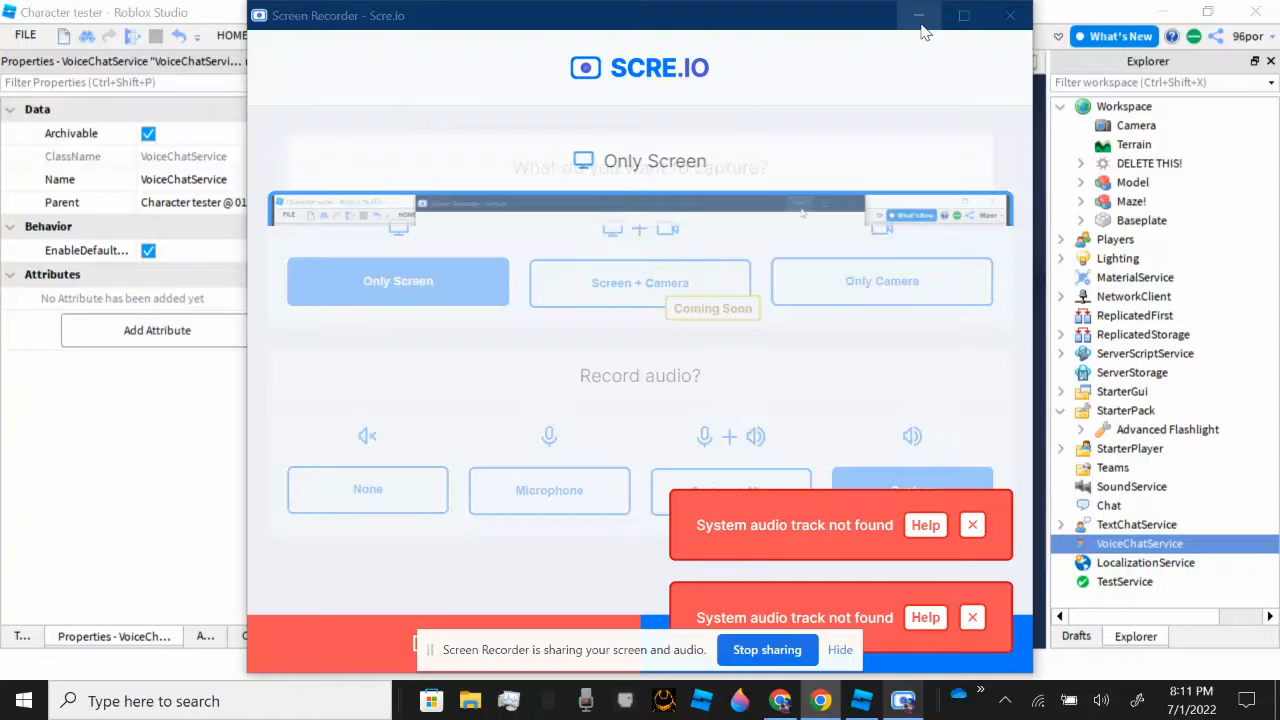 Character tester - Roblox Studio
Screen Recorder - Scre.io
FILE
HOME
What's New
96por
Properties - VoiceChatService "VoiceChatServi...
Filter Properties (Ctrl+Shift+P)
Data
Archivable
ClassName VoiceChatService
Name VoiceChatService
Parent Character tester @ 01
Behavior
EnableDefault...
Attributes
No Attribute has been added yet
Add Attribute
T...
Properties - VoiceCh...
A...
SCRE.IO
Only Screen
What do you want to capture?
FILE
HOME
What's New
96por
Only Screen
Screen + Camera
Only Camera
Coming Soon
Record audio?
None
Microphone
System audio track not found
Help
System audio track not found
Help
Screen Recorder is sharing your screen and audio.
Stop sharing
Hide
Explorer
Filter workspace (Ctrl+Shift+X)
Workspace
Camera
Terrain
DELETE THIS!
Model
Maze!
Baseplate
Players
Lighting
MaterialService
NetworkClient
ReplicatedFirst
ReplicatedStorage
ServerScriptService
ServerStorage
StarterGui
StarterPack
Advanced Flashlight
StarterPlayer
Teams
SoundService
Chat
TextChatService
VoiceChatService
LocalizationService
TestService
Drafts
Explorer
Type here to search
8:11 PM
7/1/2022